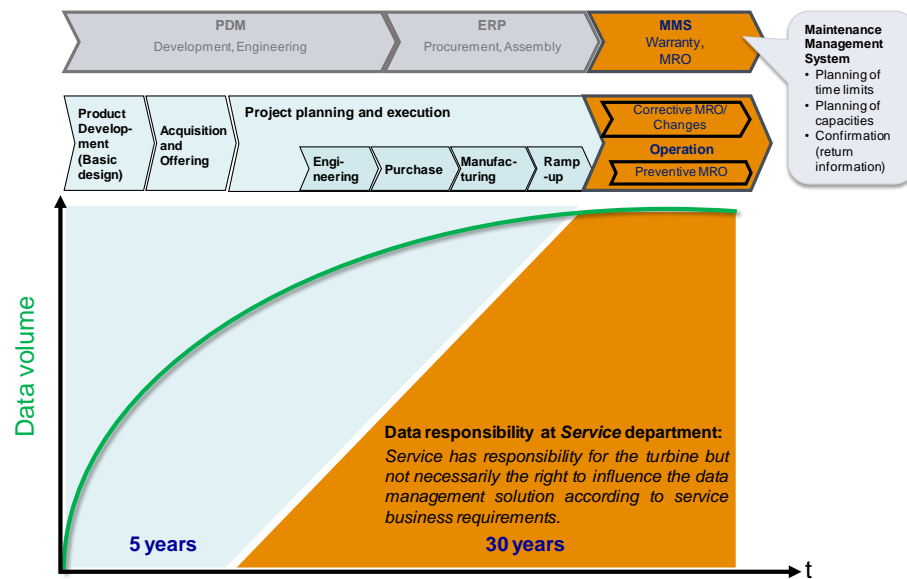 PDM
Development, Engineering
ERP
Procurement, Assembly
MMS
Warranty,
MRO
Maintenance
Management
System
• Planning of
time limits
• Planning of
capacities
• Confirmation
(return
information)
Product
Develop-
ment
(Basic
design)
Acquisition
and
Offering
Project planning and execution
Engi-
neering
Purchase
Manufac-
turing
Ramp
-up
Corrective MRO/
Changes
Operation
Preventive MRO
Data volume
Data responsibility at Service department:
Service has responsibility for the turbine but
not necessarily the right to influence the data
management solution according to service
business requirements.
5 years
30 years
t